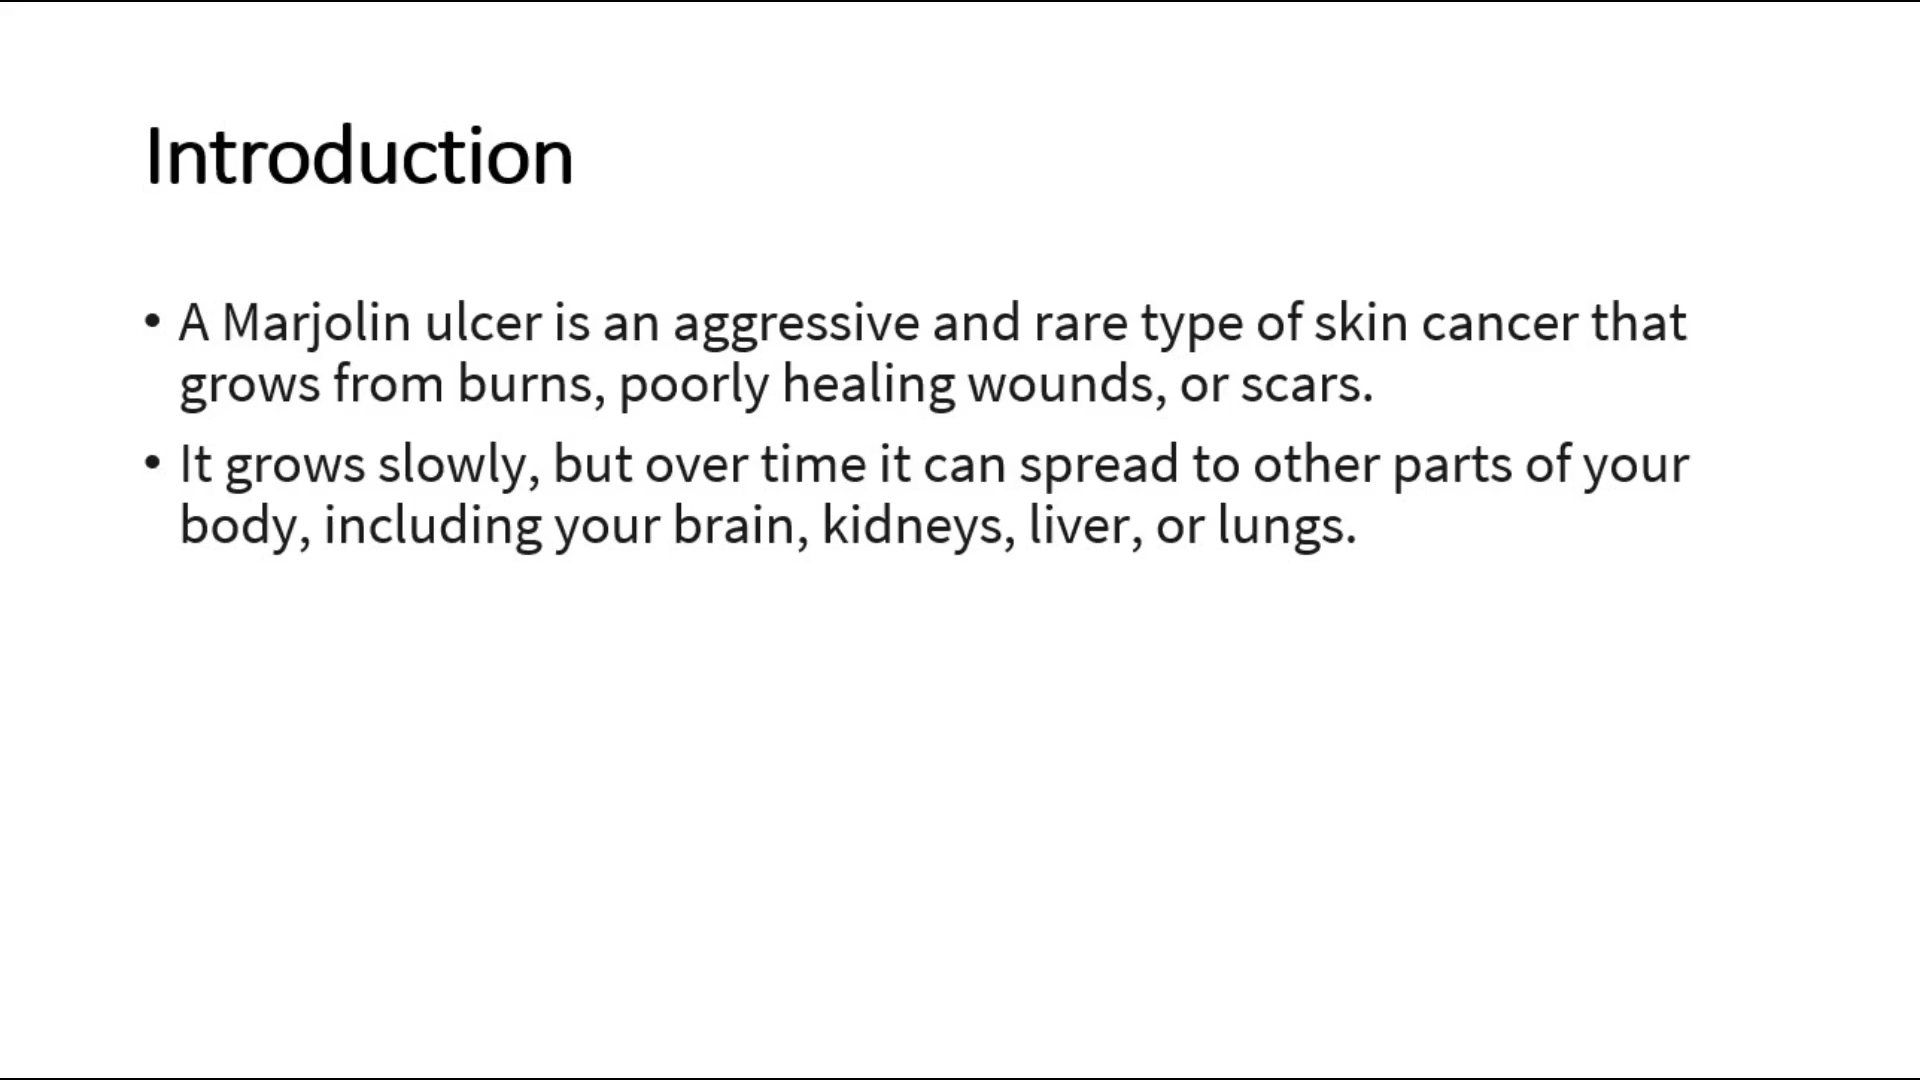 Introduction
• A Marjolin ulcer is an aggressive and rare type of skin cancer that
grows from burns, poorly healing wounds, or scars.
• It grows slowly, but over time it can spread to other parts of your
body, including your brain, kidneys, liver, or lungs.